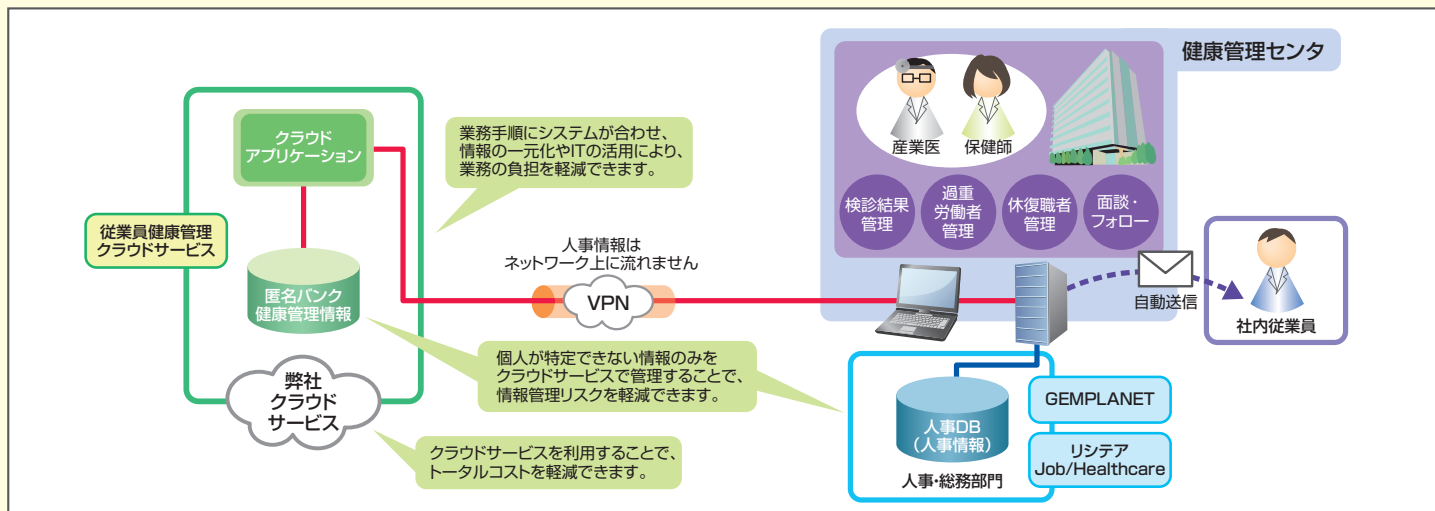 健康管理センタ
産業医
保健師
検診結果
管理
過重
労働者
管理
休復職者
管理
面談・
フォロー
クラウド
アプリケーション
業務手順にシステムが合わせ、
情報の一元化やITの活用により、
業務の負担を軽減できます。
従業員健康管理
クラウドサービス
匿名バンク
健康管理情報
人事情報は
ネットワーク上に流れません
VPN
自動送信
社内従業員
弊社
クラウド
サービス
個人が特定できない情報のみを
クラウドサービスで管理することで、
情報管理リスクを軽減できます。
クラウドサービスを利用することで、
トータルコストを軽減できます。
人事DB
(人事情報)
人事・総務部門
GEMPLANET
リシテア
Job/Healthcare